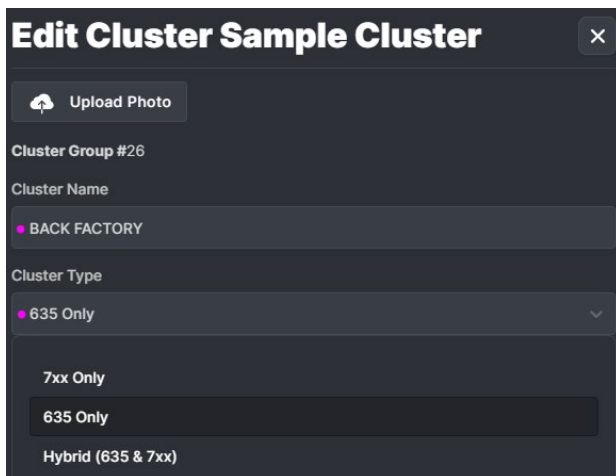 Edit Cluster Sample Cluster
Upload Photo
Cluster Group #26
Cluster Name
BACK FACTORY
Cluster Type
635 Only
7xx Only
635 Only
Hybrid (635 & 7xx)